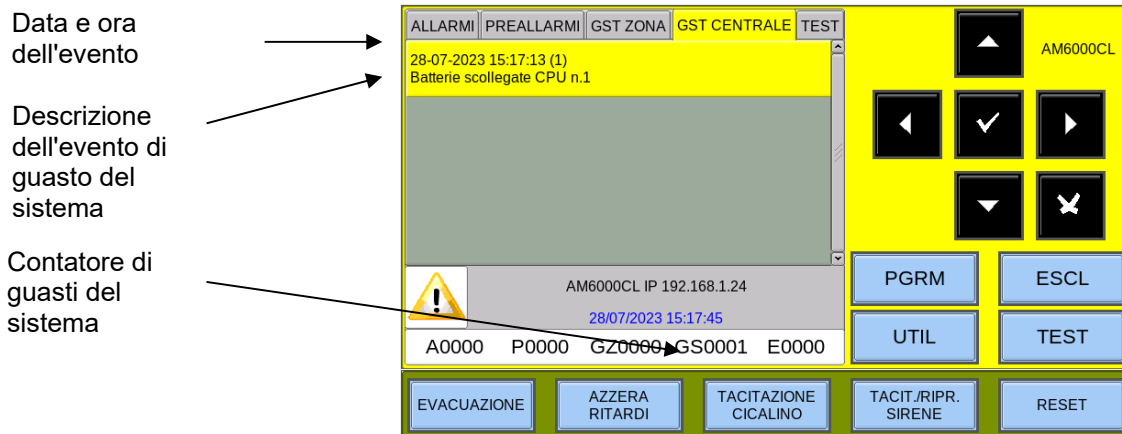 Data e ora
dell'evento
Descrizione
dell'evento di
guasto del
sistema
Contatore di
guasti del
sistema
ALLARMI PREALLARMI GST ZONA GST CENTRALE TEST
28-07-2023 15:17:13 (1)
Batterie scollegate CPU n.1
AM6000CL IP 192.168.1.24
28/07/2023 15:17:45
A0000 P0000 GZ0000 GS0001 E0000
AM6000CL
PGRM ESCL
UTIL TEST
EVACUAZIONE
AZZERA
RITARDI
TACITAZIONE
CICALINO
TACIT./RIPR.
SIRENE
RESET